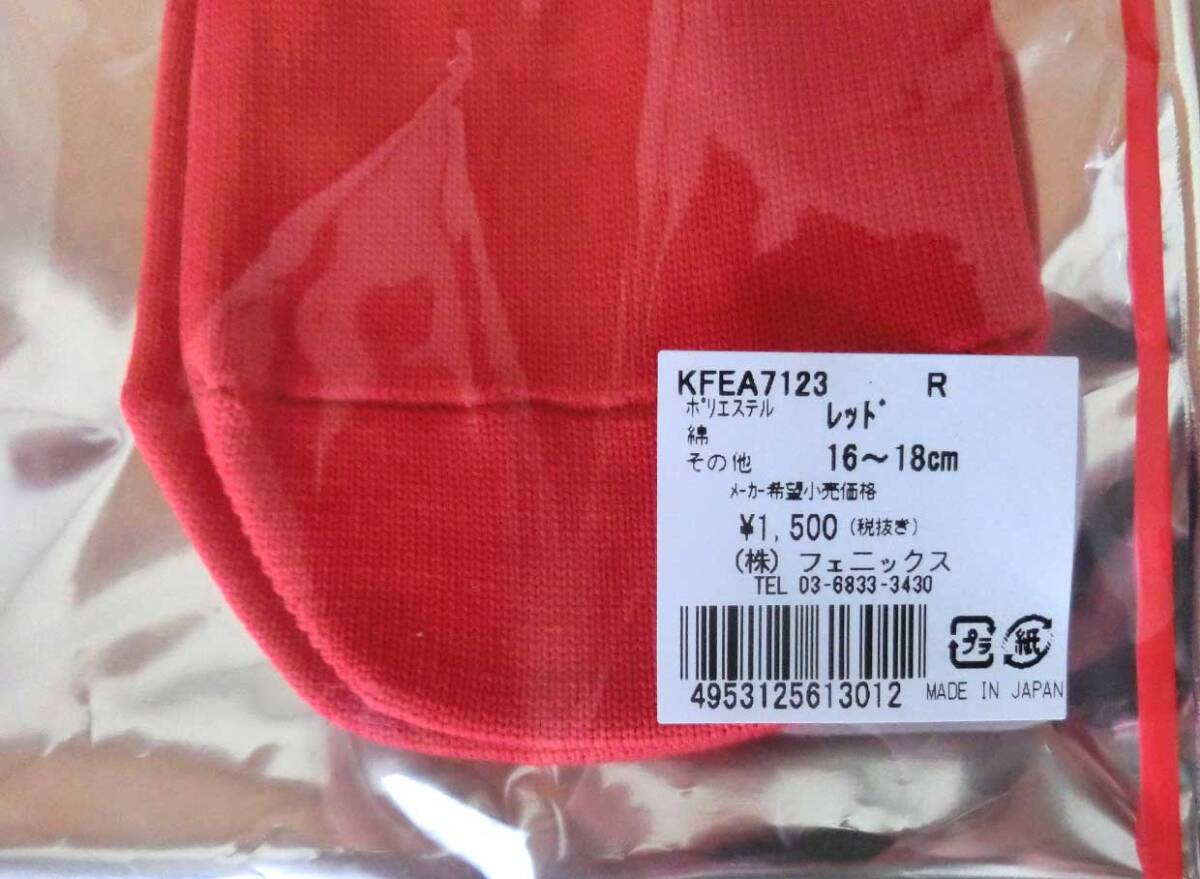 KFEA7123 R
ﾎﾟﾘｴｽﾃﾙ ﾚｯﾄﾞ
綿
その他 16～18cm
ﾒｰｶｰ希望小売価格
¥1,500 (税抜き)
(株) フェニックス
TEL 03-6833-3430
プラ 紙
4953125613012 MADE IN JAPAN